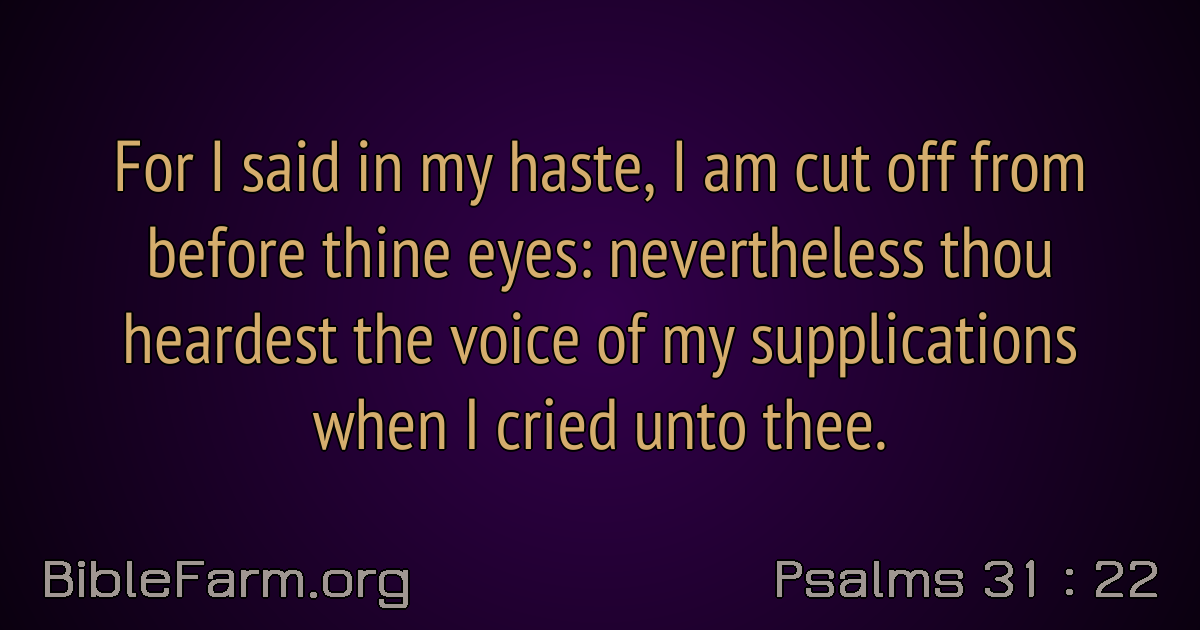 For I said in my haste, I am cut off from
before thine eyes: nevertheless thou
heardest the voice of my supplications
when I cried unto thee.
BibleFarm.org
Psalms 31 : 22